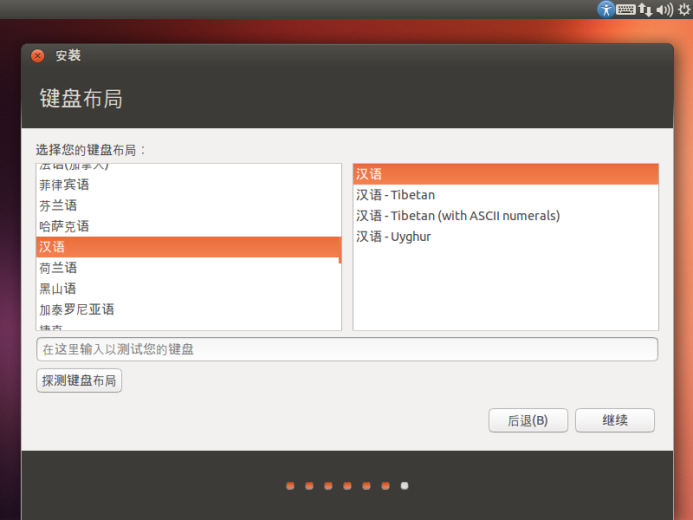 安装
键盘布局
选择您的键盘布局：
法语(加拿大)
菲律宾语
芬兰语
哈萨克语
汉语
荷兰语
黑山语
加泰罗尼亚语
捷克
汉语
汉语 - Tibetan
汉语 - Tibetan (with ASCII numerals)
汉语 - Uyghur
在这里输入以测试您的键盘
探测键盘布局
后退(B)
继续